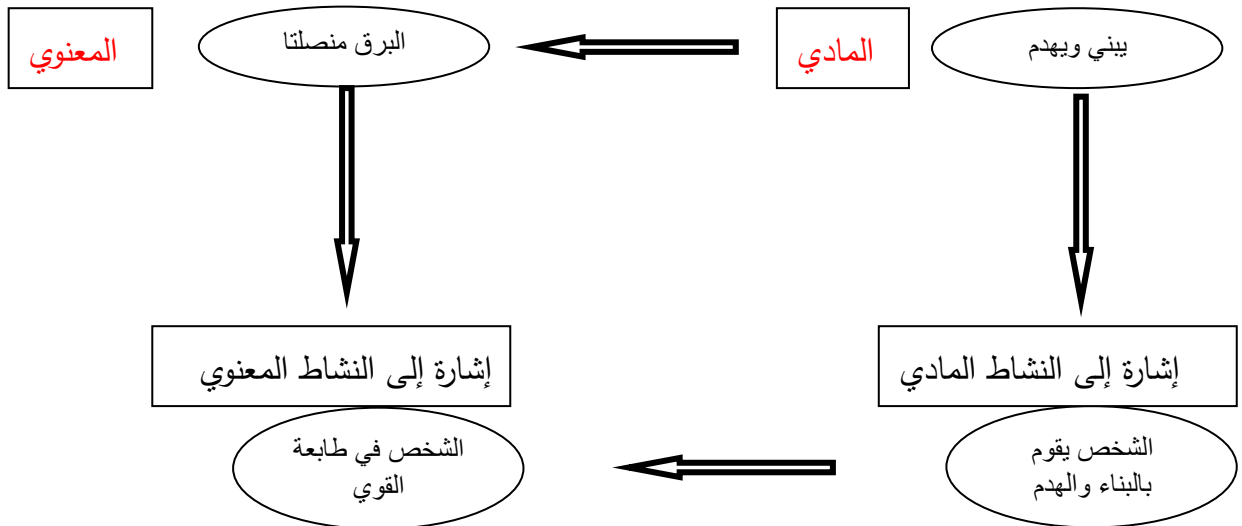 يبني ويهدم
المادي
البرق منصلتا
المعنوي
إشارة إلى النشاط المادي
إشارة إلى النشاط المعنوي
الشخص يقوم
بالبناء والهدم
الشخص في طابعة
القوي